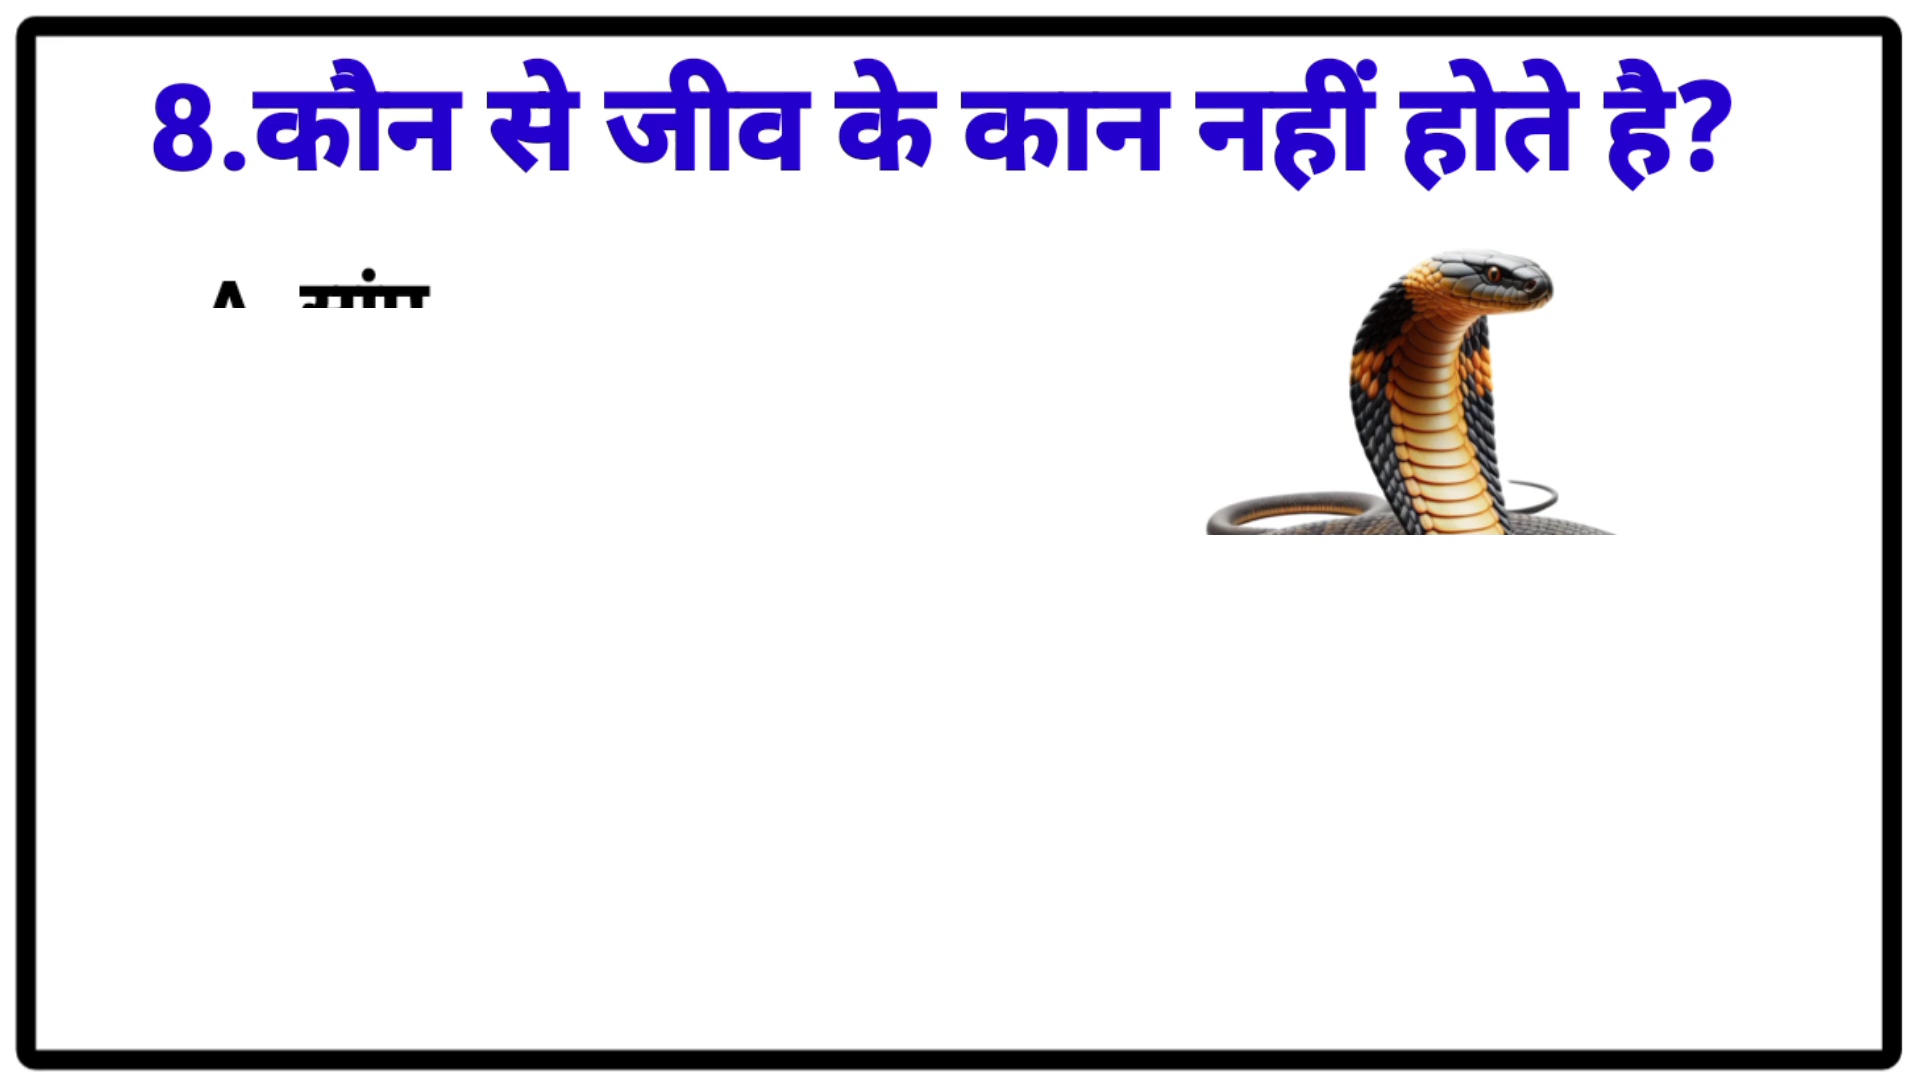 8.कौन से जीव के कान नहीं होते है?